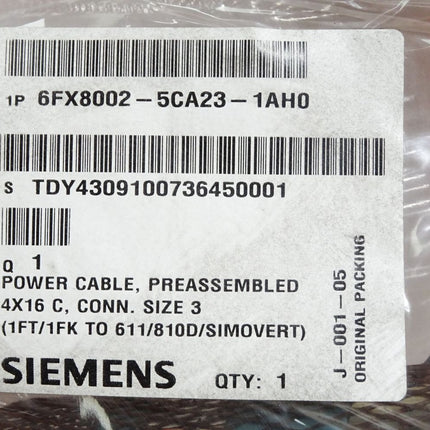 1P 6FX8002-5CA23-1AH0
S TDY4309100736450001
Q 1
POWER CABLE, PREASSEMBLED
4X16 C, CONN. SIZE 3
(1FT/1FK TO 611/810D/SIMOVERT)
SIEMENS QTY: 1
J-001-05
ORIGINAL PACKING